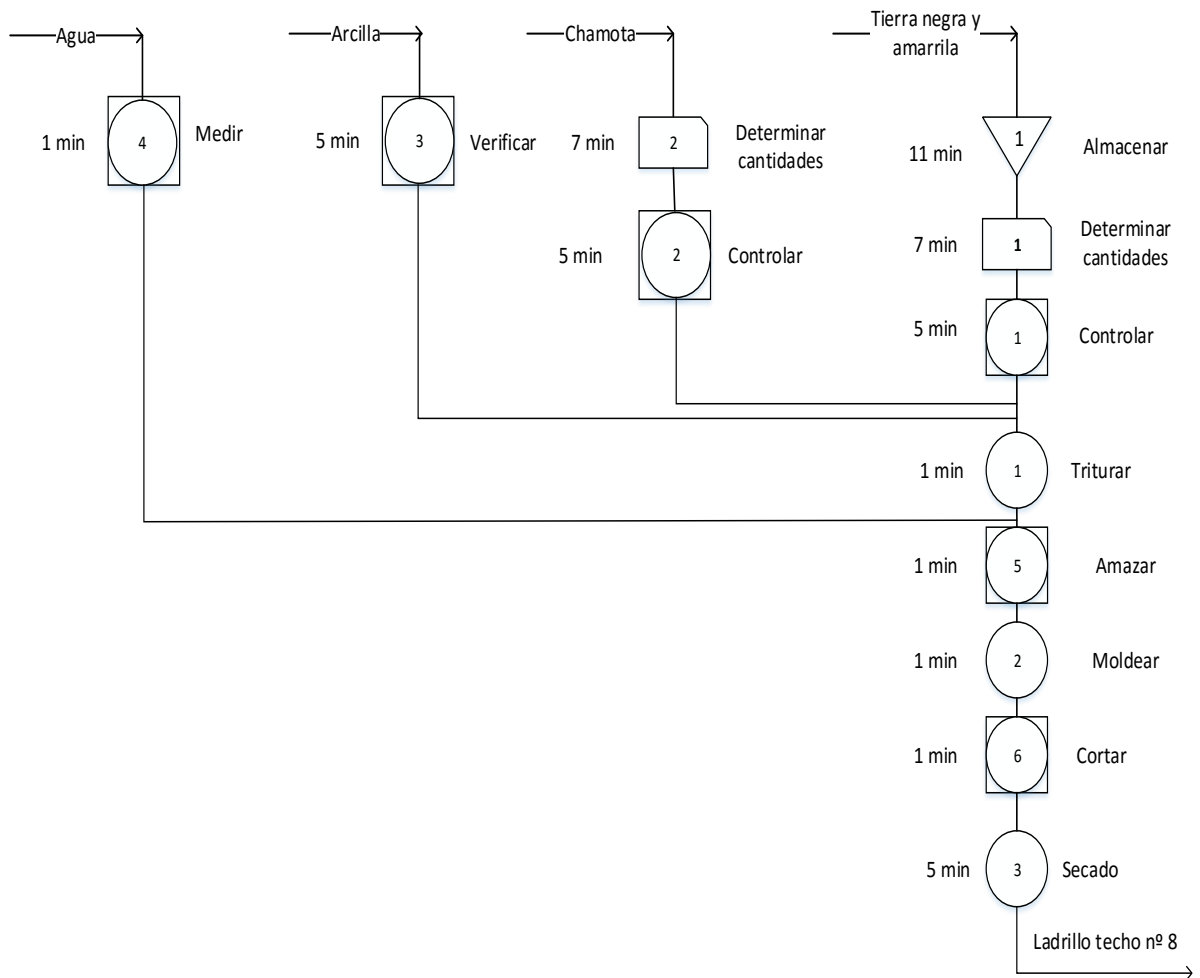 Agua
Arcilla
Chamota
Tierra negra y
amarrila
1 min
4
Medir
5 min
3
Verificar
7 min
2
Determinar
cantidades
11 min
1
Almacenar
5 min
2
Controlar
7 min
1
Determinar
cantidades
5 min
1
Controlar
1 min
1
Triturar
1 min
5
Amazar
1 min
2
Moldear
1 min
6
Cortar
5 min
3
Secado
Ladrillo techo nº 8